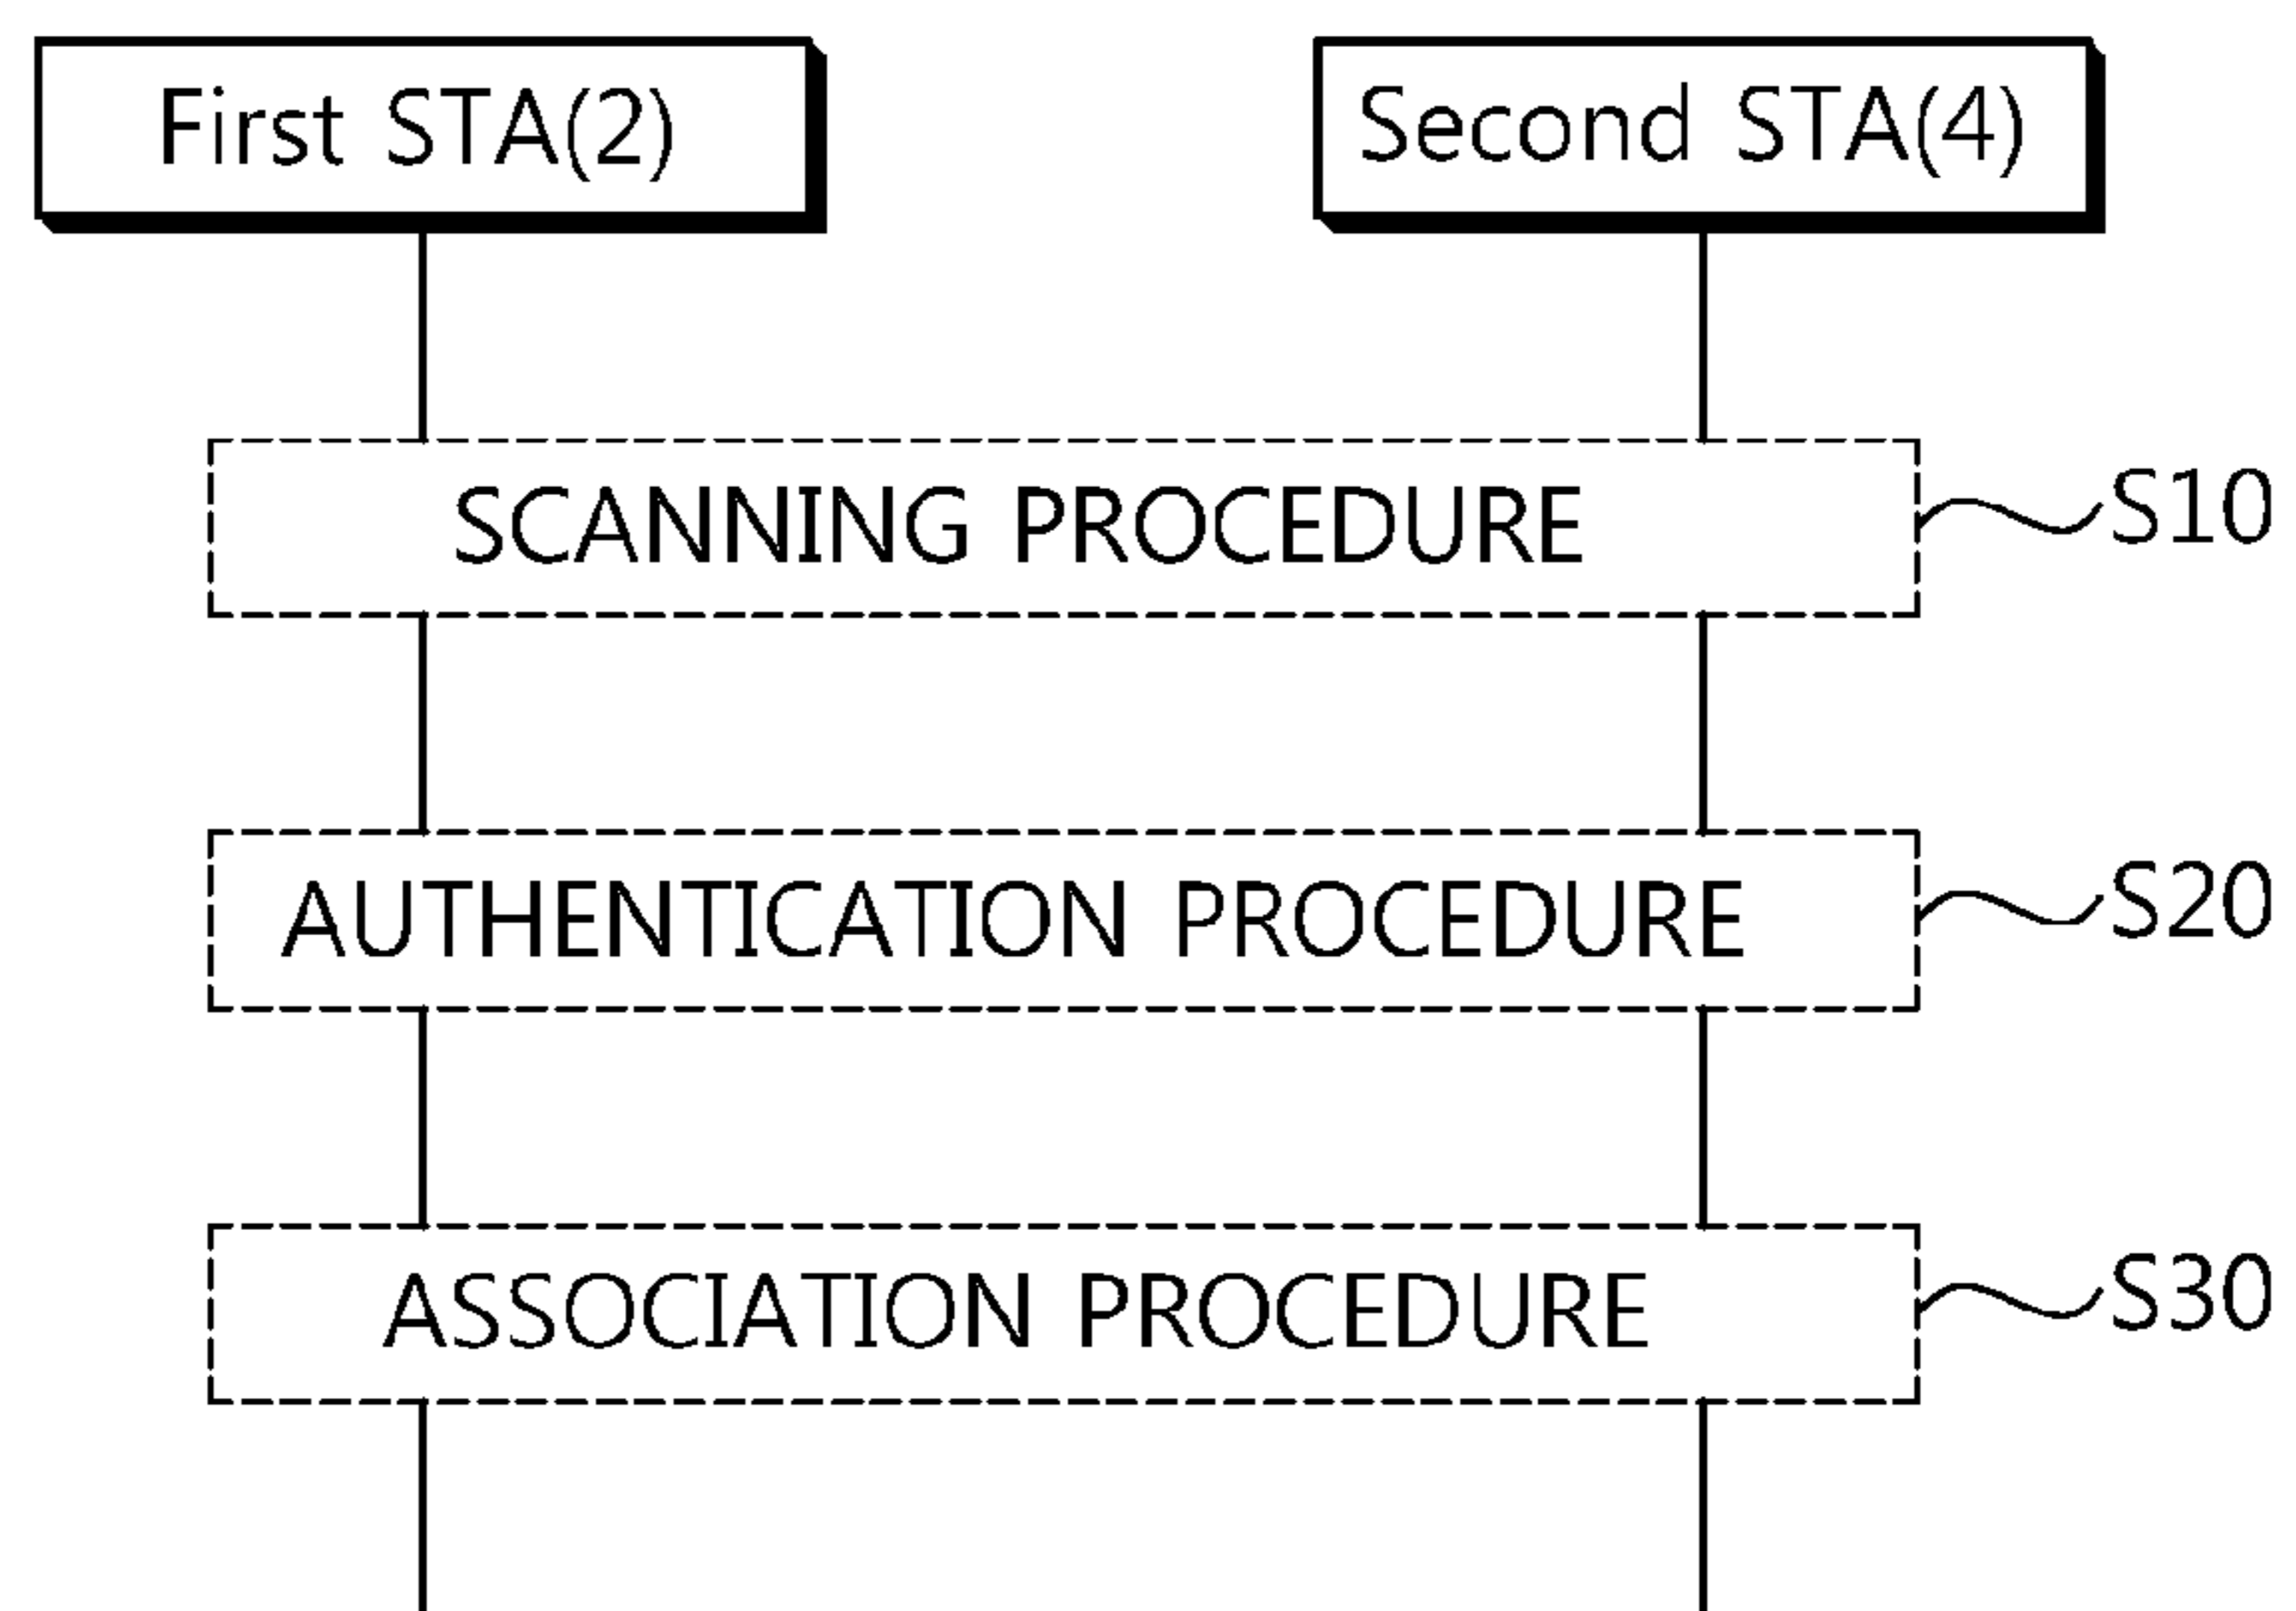 First STA(2)
Second STA(4)
SCANNING PROCEDURE
S10
AUTHENTICATION PROCEDURE
S20
ASSOCIATION PROCEDURE
S30